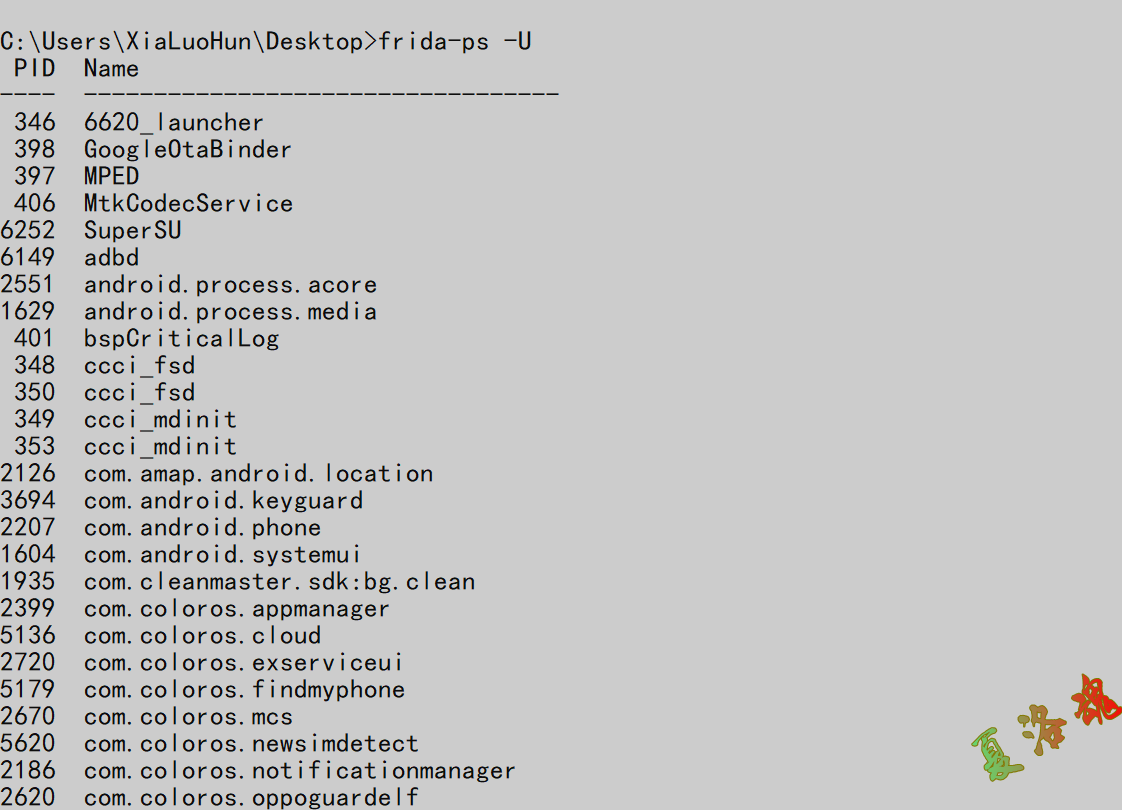 C:\Users\XiaLuoHun\Desktop>frida-ps -U
 PID  Name
----  ----------------------------------
 346  6620_launcher
 398  GoogleOtaBinder
 397  MPED
 406  MtkCodecService
6252  SuperSU
6149  adbd
2551  android.process.acore
1629  android.process.media
 401  bspCriticalLog
 348  ccci_fsd
 350  ccci_fsd
 349  ccci_mdinit
 353  ccci_mdinit
2126  com.amap.android.location
3694  com.android.keyguard
2207  com.android.phone
1604  com.android.systemui
1935  com.cleanmaster.sdk:bg.clean
2399  com.coloros.appmanager
5136  com.coloros.cloud
2720  com.coloros.exserviceui
5179  com.coloros.findmyphone
2670  com.coloros.mcs
5620  com.coloros.newsimdetect
2186  com.coloros.notificationmanager
2620  com.coloros.oppoguardelf
夏洛魂